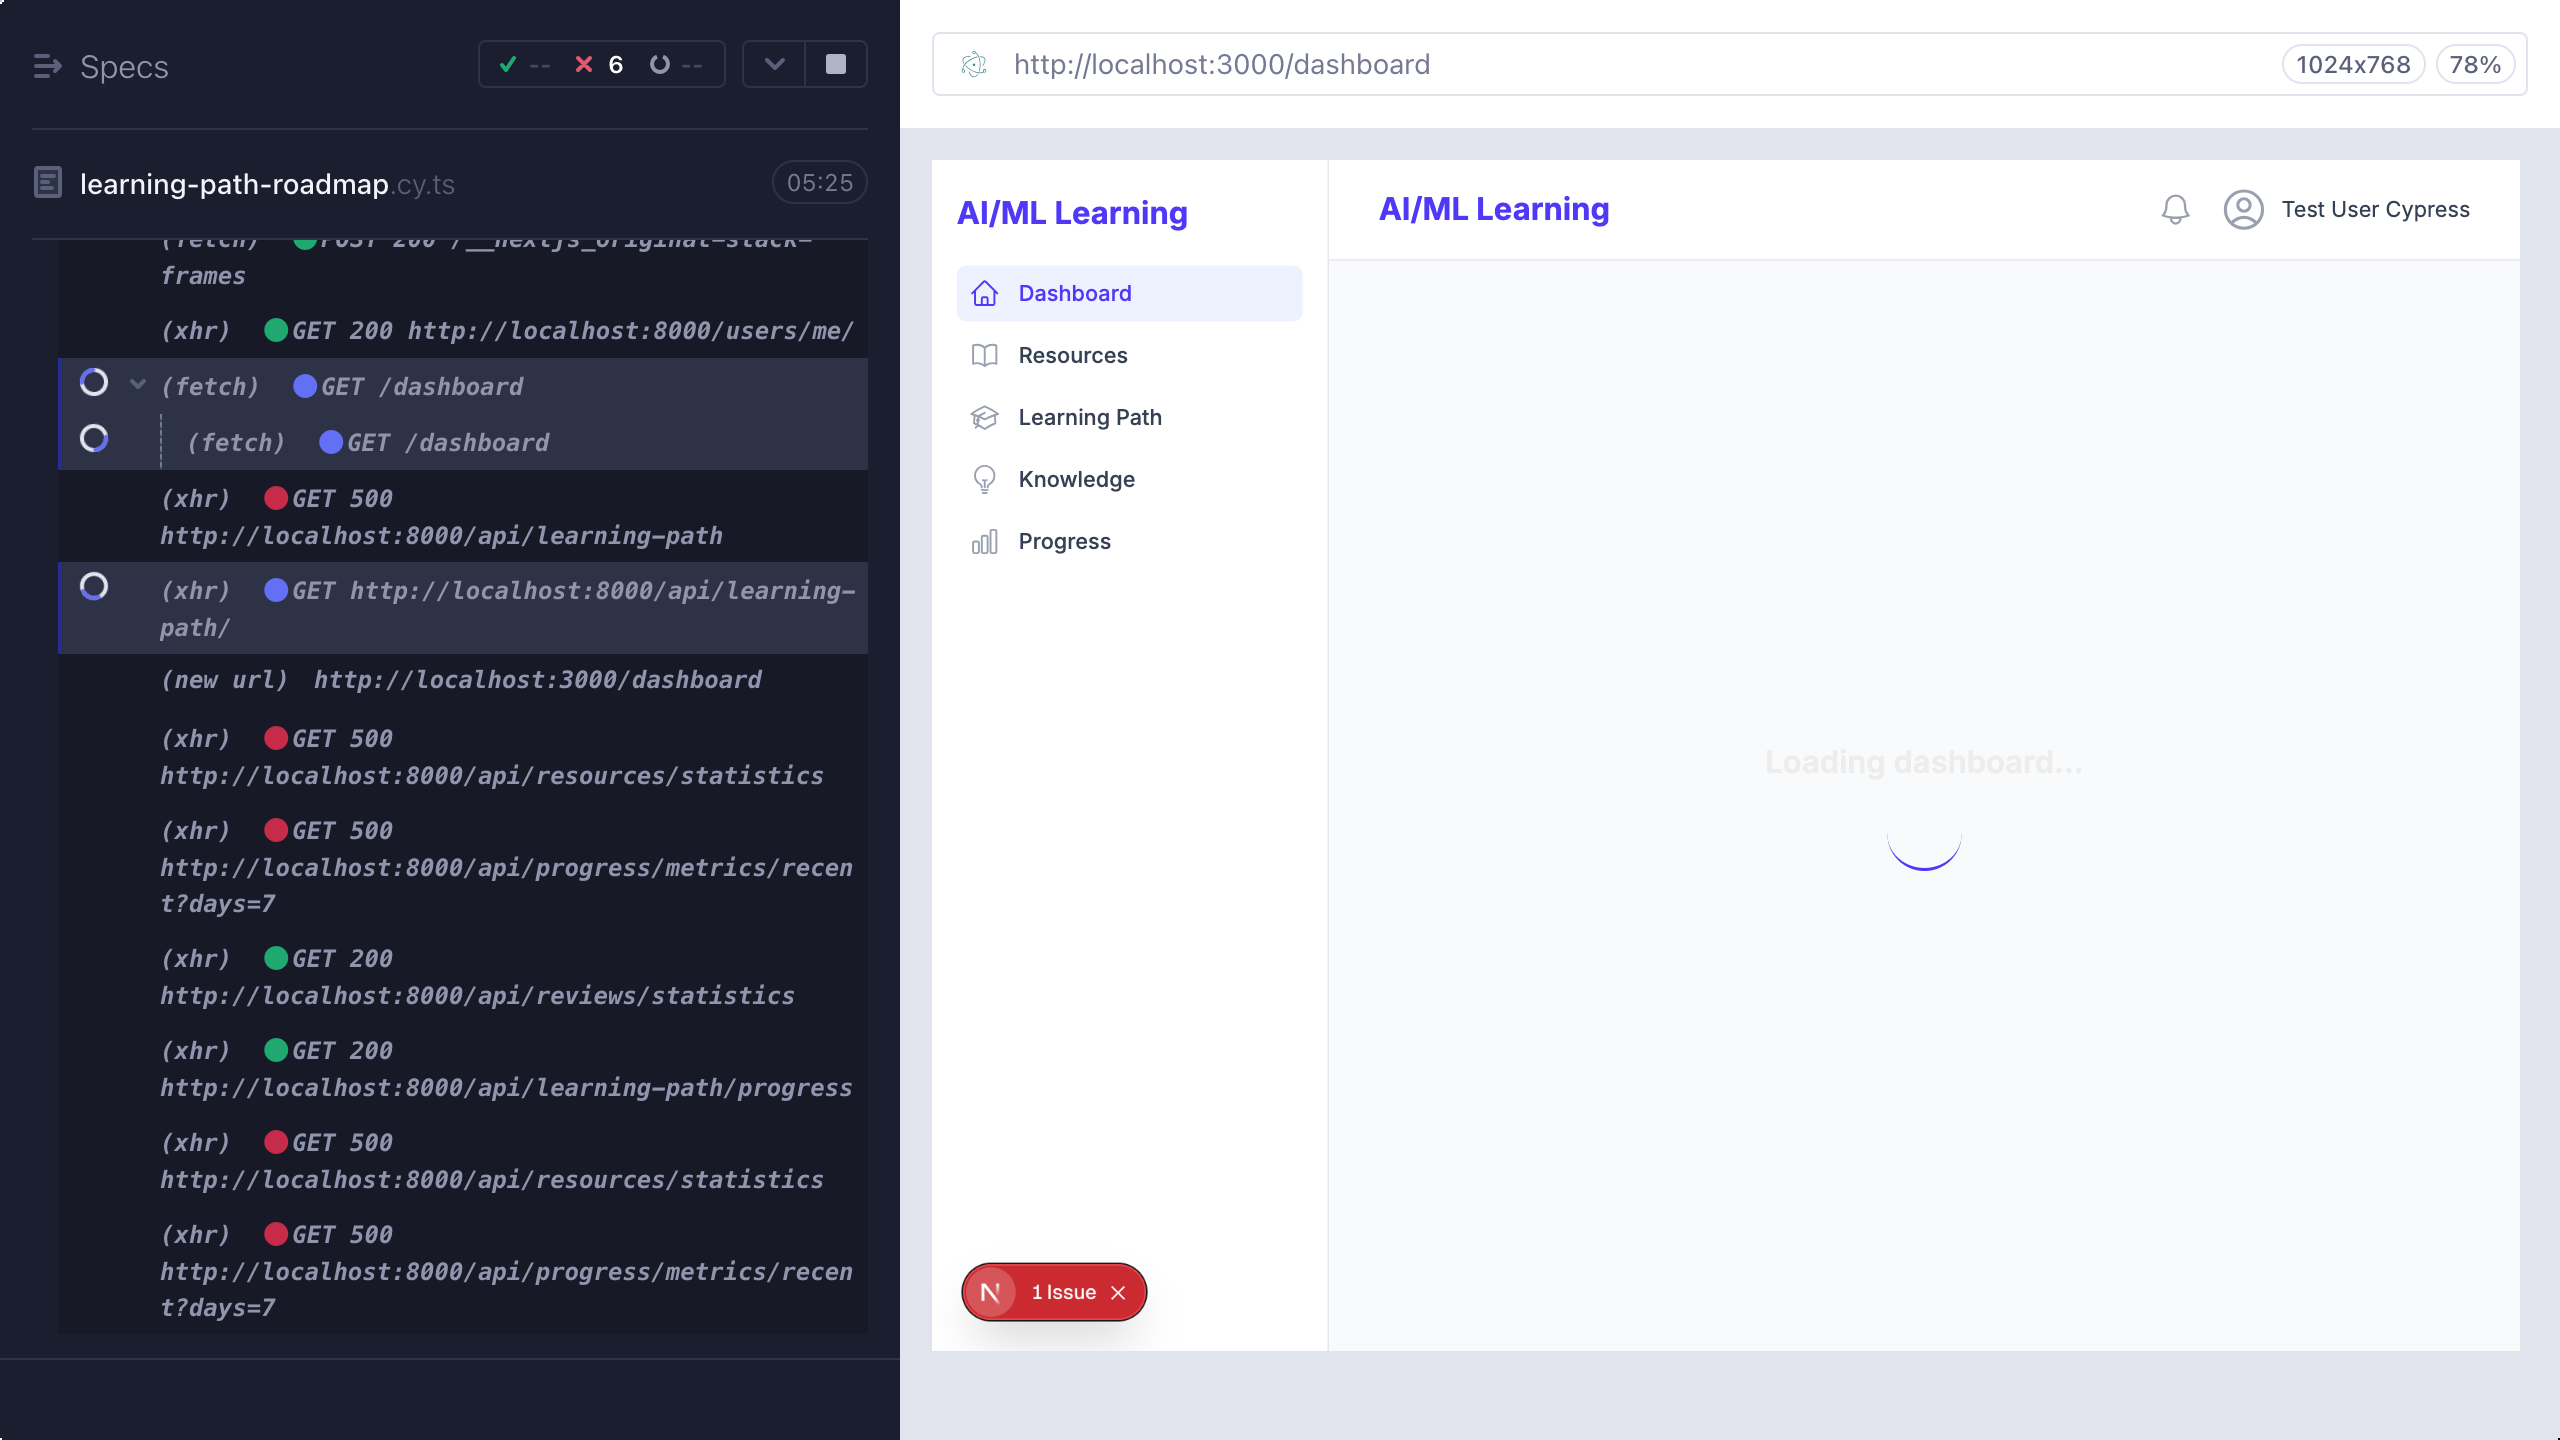 Specs
--
6
--
learning-path-roadmap.cy.ts
05:25
(fetch) POST 200 /__nextjs_original-stack-
frames
(xhr) GET 200 http://localhost:8000/users/me/
(fetch) GET /dashboard
(fetch) GET /dashboard
(xhr) GET 500
http://localhost:8000/api/learning-path
(xhr) GET http://localhost:8000/api/learning-
path/
(new url) http://localhost:3000/dashboard
(xhr) GET 500
http://localhost:8000/api/resources/statistics
(xhr) GET 500
http://localhost:8000/api/progress/metrics/recen
t?days=7
(xhr) GET 200
http://localhost:8000/api/reviews/statistics
(xhr) GET 200
http://localhost:8000/api/learning-path/progress
(xhr) GET 500
http://localhost:8000/api/resources/statistics
(xhr) GET 500
http://localhost:8000/api/progress/metrics/recen
t?days=7
http://localhost:3000/dashboard
1024x768
78%
AI/ML Learning
Dashboard
Resources
Learning Path
Knowledge
Progress
N 1 Issue
AI/ML Learning
Test User Cypress
Loading dashboard...